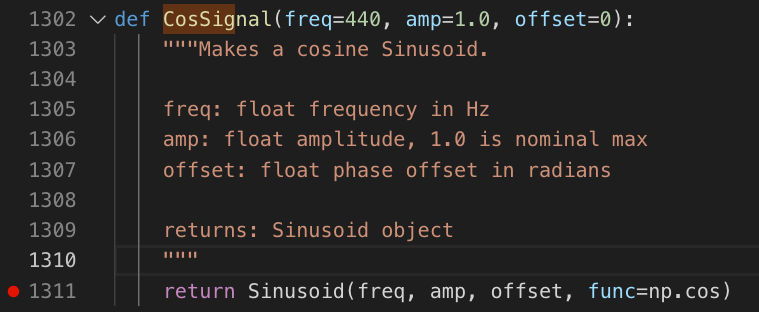 1302 def CosSignal(freq=440, amp=1.0, offset=0):
1303 """Makes a cosine Sinusoid.
1304
1305 freq: float frequency in Hz
1306 amp: float amplitude, 1.0 is nominal max
1307 offset: float phase offset in radians
1308
1309 returns: Sinusoid object
1310 """
1311 return Sinusoid(freq, amp, offset, func=np.cos)